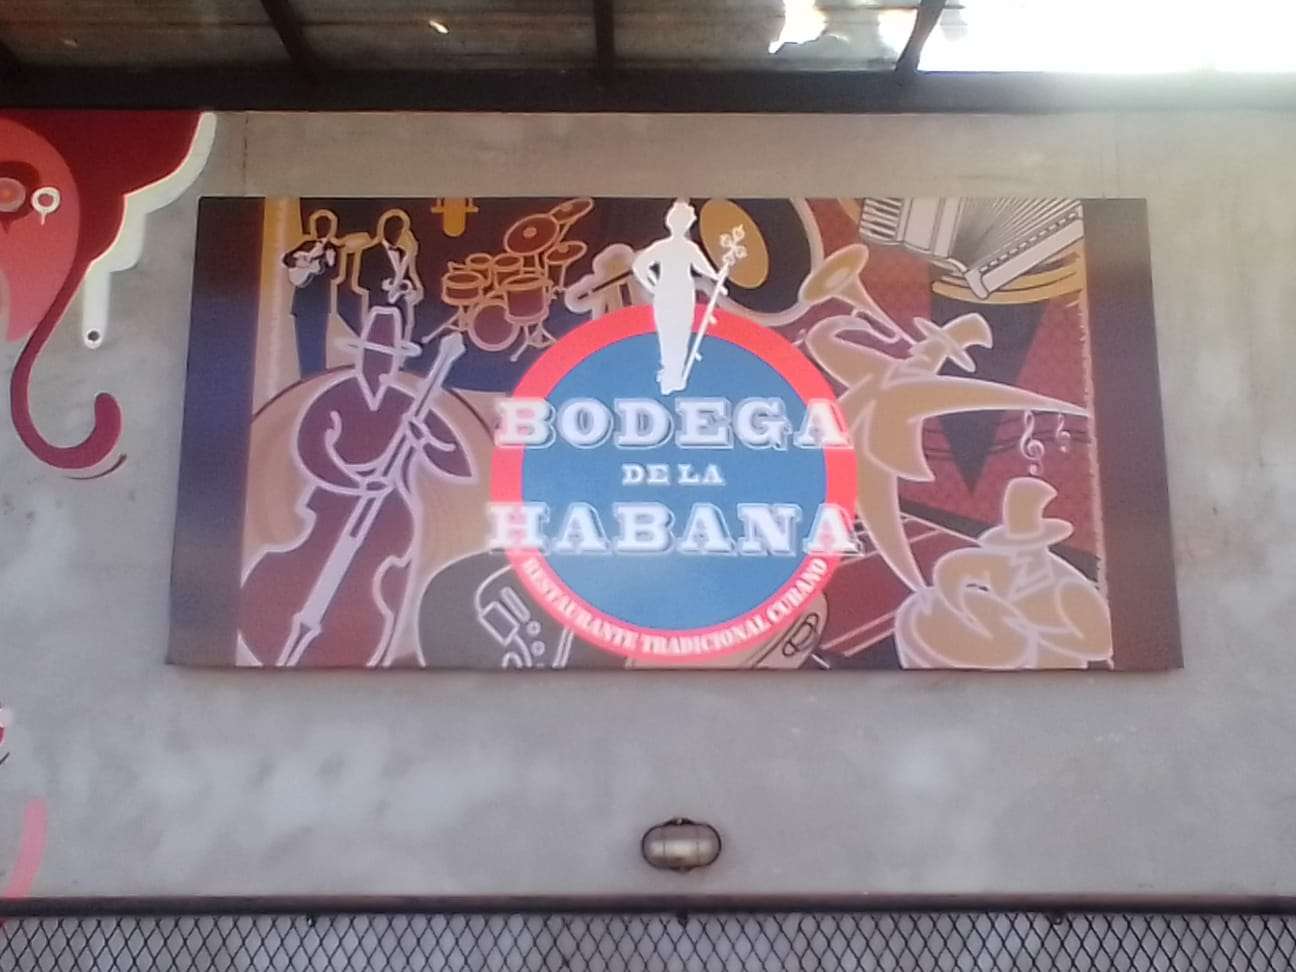 BODEGA
DE LA
HABANA
RESTAURANTE TRADICIONAL CUBANO